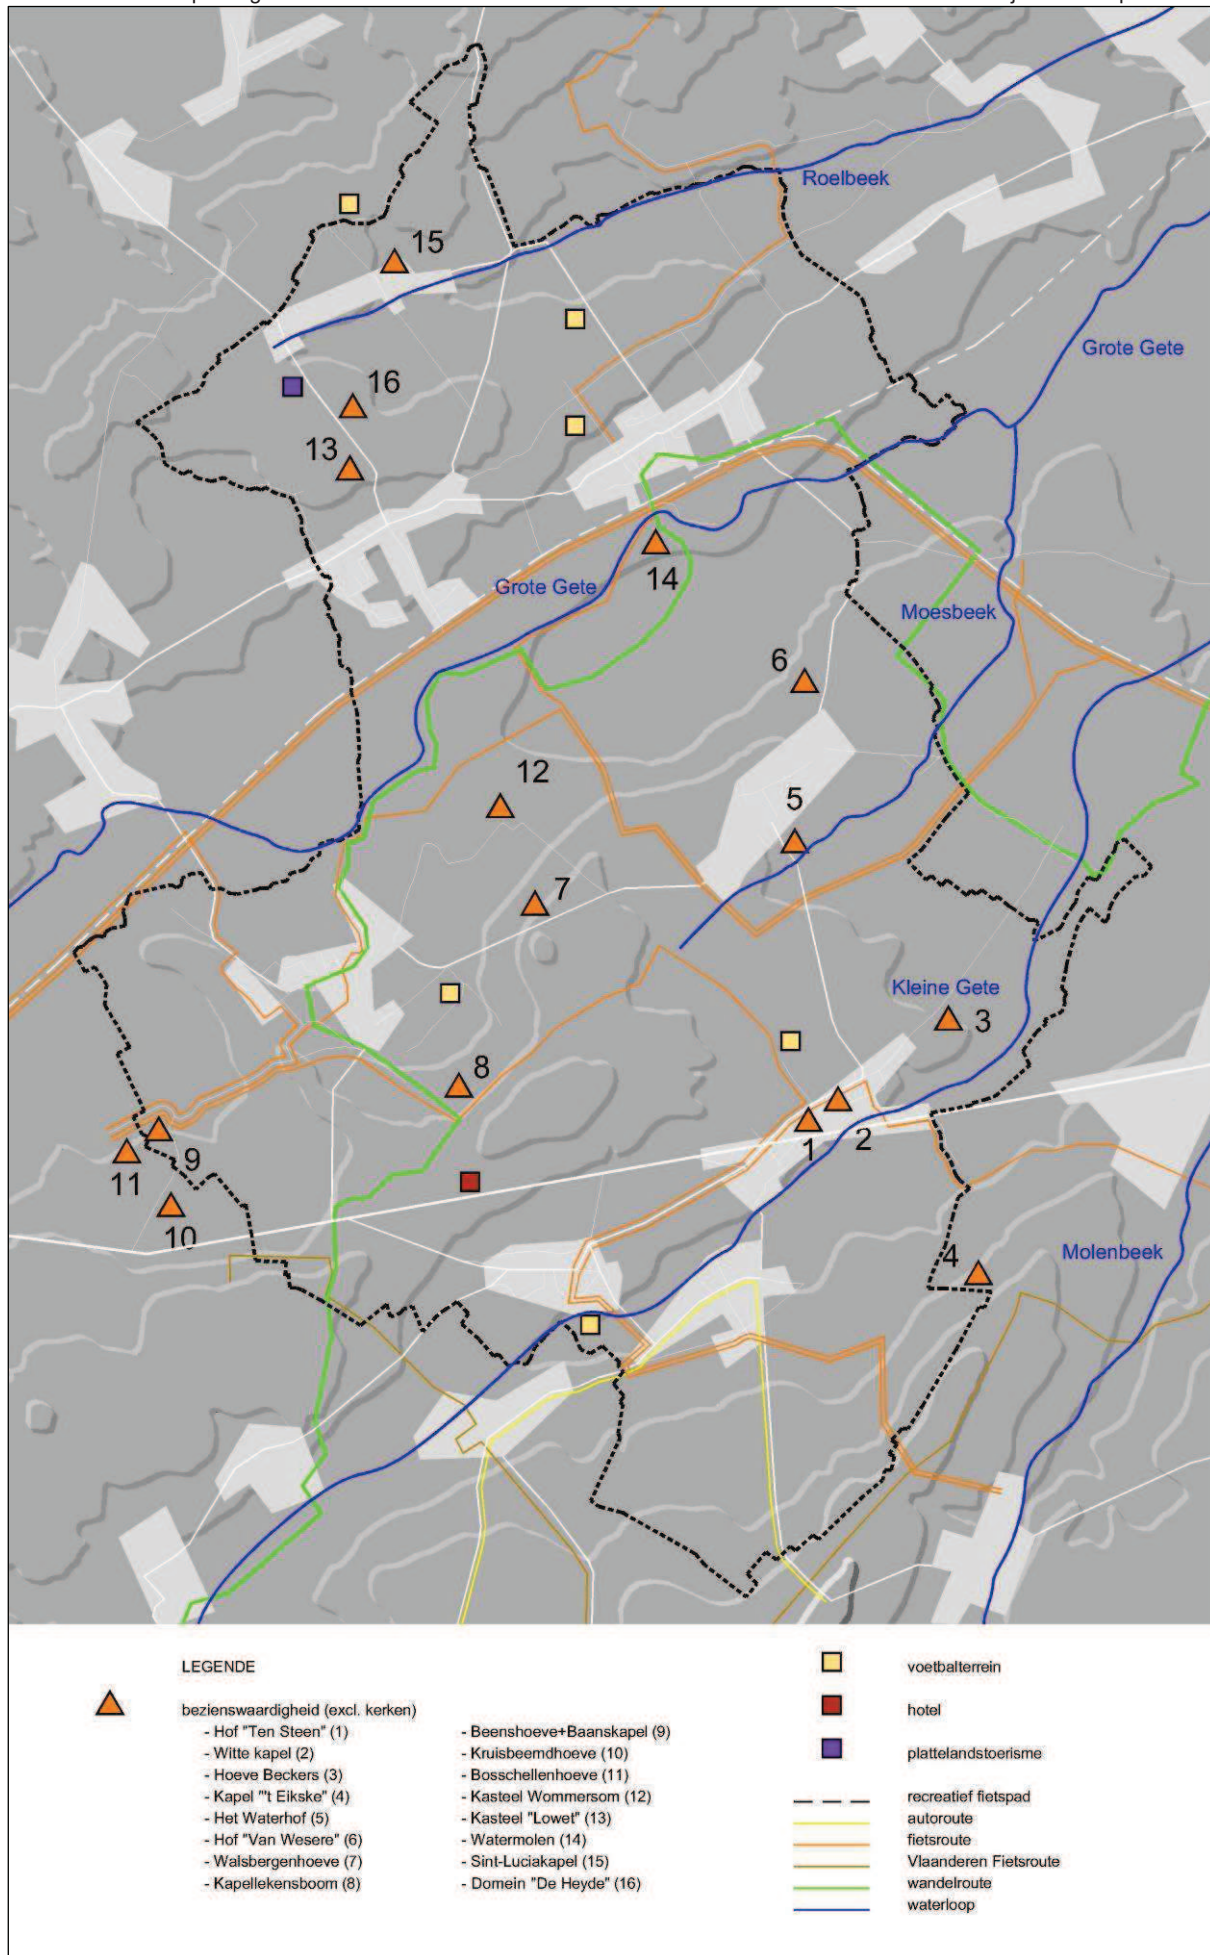 Roelbeek
15
Grote Gete
16
13
Grote Gete
14
Moesbeek
6
12
5
7
Kleine Gete
3
8
1
2
9
11
10
4
Molenbeek
LEGENDE
bezienswaardigheid (excl. kerken)
- Hof "Ten Steen" (1)
- Witte kapel (2)
- Hoeve Beckers (3)
- Kapel "'t Eikske" (4)
- Het Waterhof (5)
- Hof "Van Wesere" (6)
- Walsbergenhoeve (7)
- Kapellekensboom (8)
- Beenshoeve+Baanskapel (9)
- Kruisbeemdhoeve (10)
- Bosschellenhoeve (11)
- Kasteel Wommersom (12)
- Kasteel "Lowet" (13)
- Watermolen (14)
- Sint-Luciakapel (15)
- Domein "De Heyde" (16)
voetbalterrein
hotel
plattelandstoerisme
recreatief fietspad
autoroute
fietsroute
Vlaanderen Fietsroute
wandelroute
waterloop